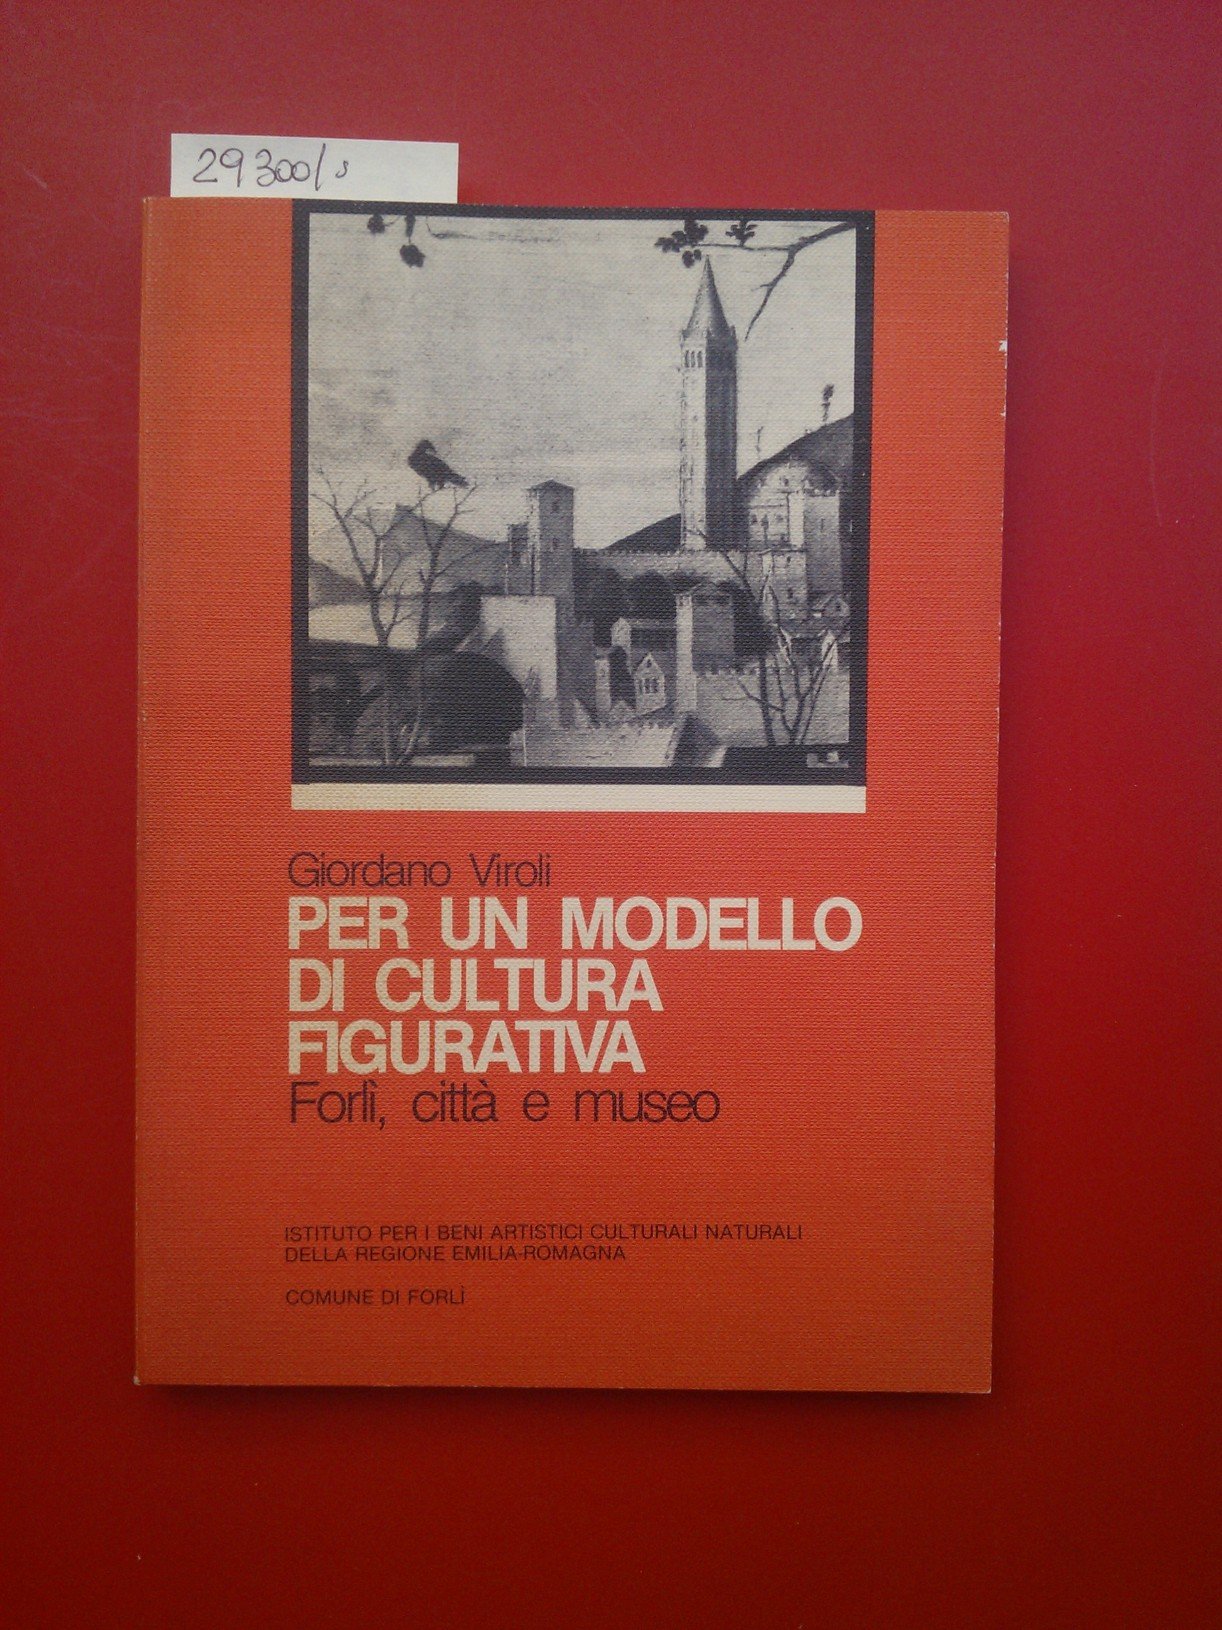 29300/s
Giordano Viroli
PER UN MODELLO
DI CULTURA
FIGURATIVA
Forlì, città e museo
ISTITUTO PER I BENI ARTISTICI CULTURALI NATURALI
DELLA REGIONE EMILIA-ROMAGNA
COMUNE DI FORLÌ